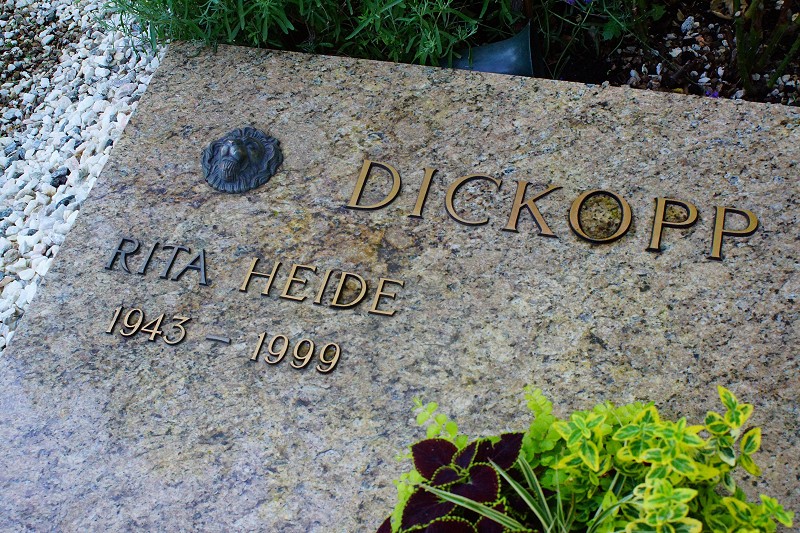 DICKOPP
RITA HEIDE
1943 – 1999